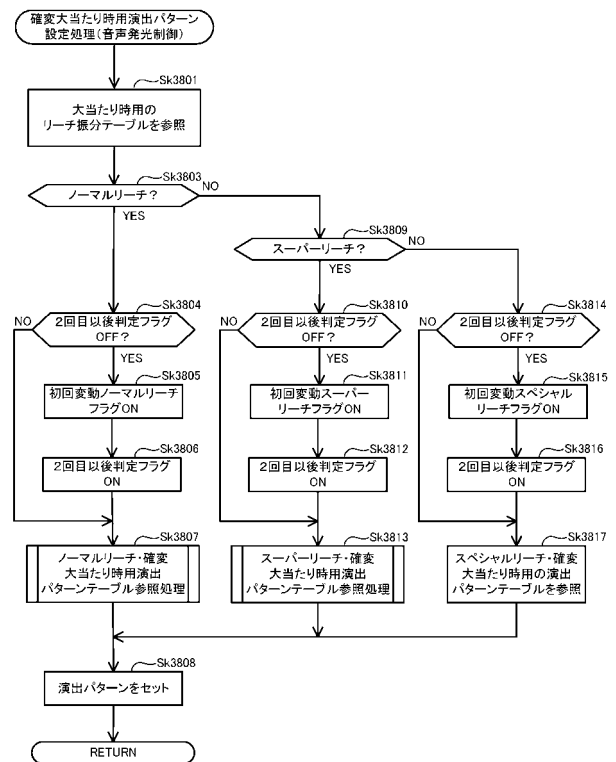 確変大当たり時用演出パターン
設定処理(音声発光制御)
Sk3801
大当たり時用の
リーチ振分テーブルを参照
Sk3803
ノーマルリーチ?
NO
YES
Sk3809
スーパーリーチ?
NO
YES
Sk3804
NO
2回目以後判定フラグ
OFF?
YES
Sk3805
初回変動ノーマルリーチ
フラグON
Sk3806
2回目以後判定フラグ
ON
Sk3807
ノーマルリーチ・確変
大当たり時用演出
パターンテーブル参照処理
Sk3810
NO
2回目以後判定フラグ
OFF?
YES
Sk3811
初回変動スーパー
リーチフラグON
Sk3812
2回目以後判定フラグ
ON
Sk3813
スーパーリーチ・確変
大当たり時用演出
パターンテーブル参照処理
Sk3814
NO
2回目以後判定フラグ
OFF?
YES
Sk3815
初回変動スペシャル
リーチフラグON
Sk3816
2回目以後判定フラグ
ON
Sk3817
スペシャルリーチ・確変
大当たり時用の演出
パターンテーブルを参照
Sk3808
演出パターンをセット
RETURN